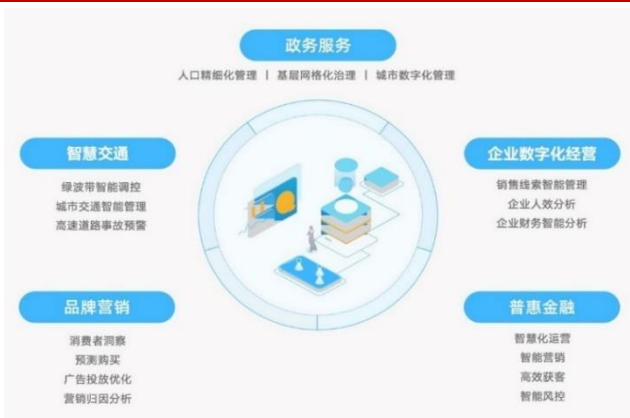 政务服务
人口精细化管理 | 基层网格化治理 | 城市数字化管理
智慧交通
绿波带智能调控
城市交通智能管理
高速道路事故预警
企业数字化经营
销售线索智能管理
企业人效分析
企业财务智能分析
品牌营销
消费者洞察
预测购买
广告投放优化
营销归因分析
普惠金融
智慧化运营
智能营销
高效获客
智能风控